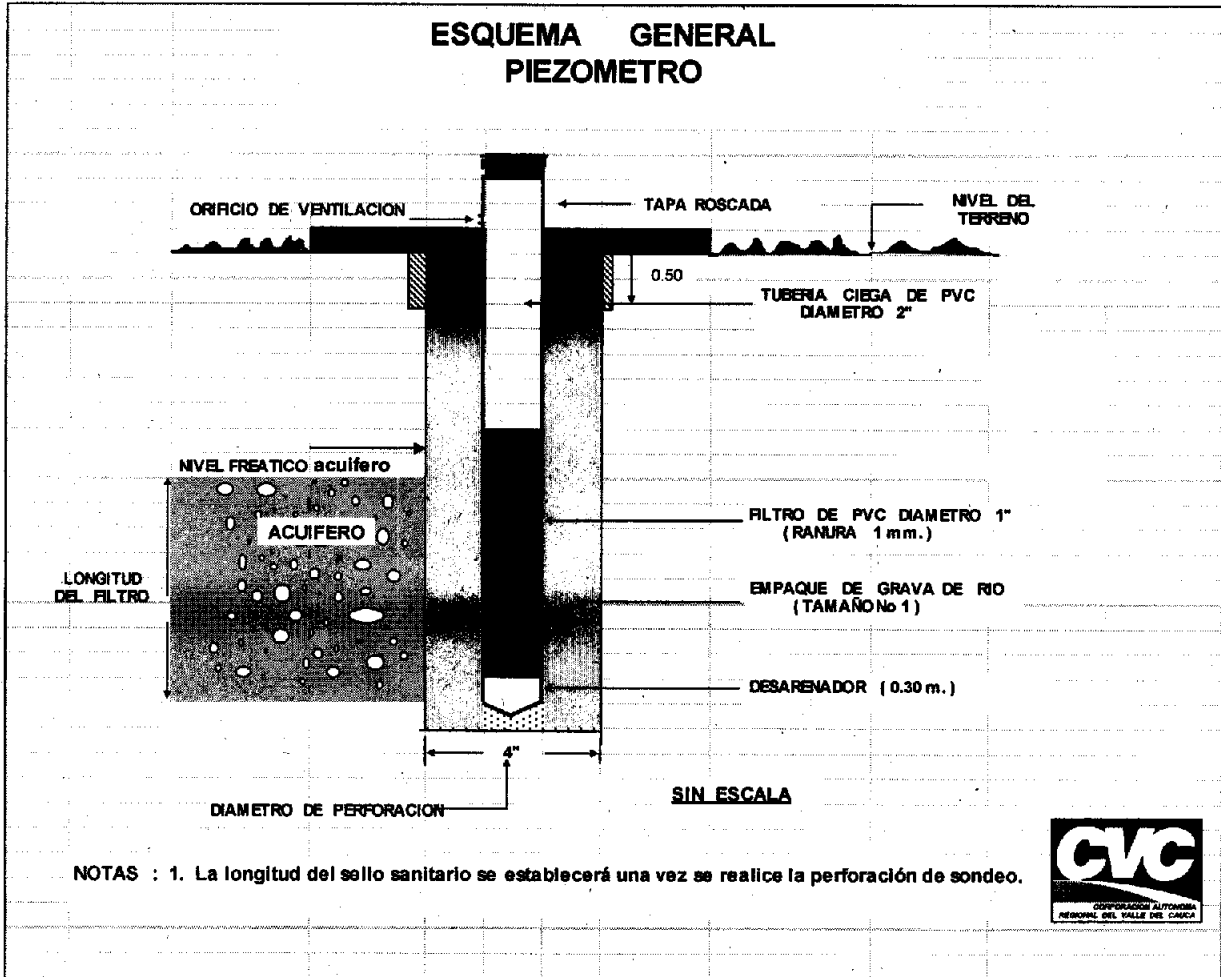 ESQUEMA GENERAL
PIEZOMETRO
ORIFICIO DE VENTILACION
TAPA ROSCADA
NIVEL DEL
TERRENO
0.50
TUBERIA CIEGA DE PVC
DIAMETRO 2"
NIVEL FREATICO acuifero
ACUIFERO
FILTRO DE PVC DIAMETRO 1"
(RANURA 1 mm.)
LONGITUD
DEL FILTRO
EMPAQUE DE GRAVA DE RIO
(TAMAÑO No 1)
DESARENADOR (0.30 m.)
4"
DIAMETRO DE PERFORACION
SIN ESCALA
NOTAS : 1. La longitud del sello sanitario se establecerá una vez se realice la perforación de sondeo.
CVC
CORPORACION AUTONOMA
REGIONAL DEL VALLE DEL CAUCA